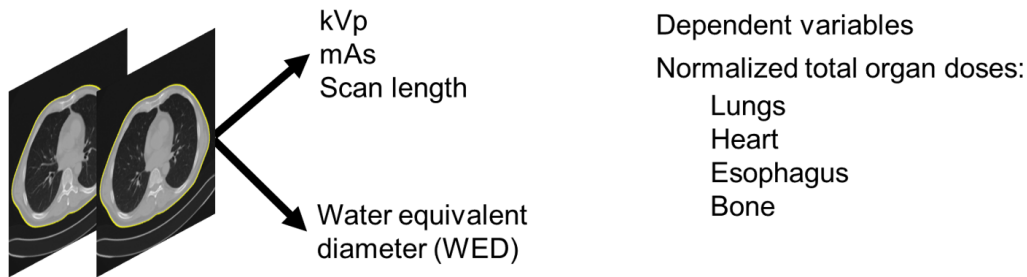 kVp
mAs
Scan length
Water equivalent
diameter (WED)
Dependent variables
Normalized total organ doses:
Lungs
Heart
Esophagus
Bone